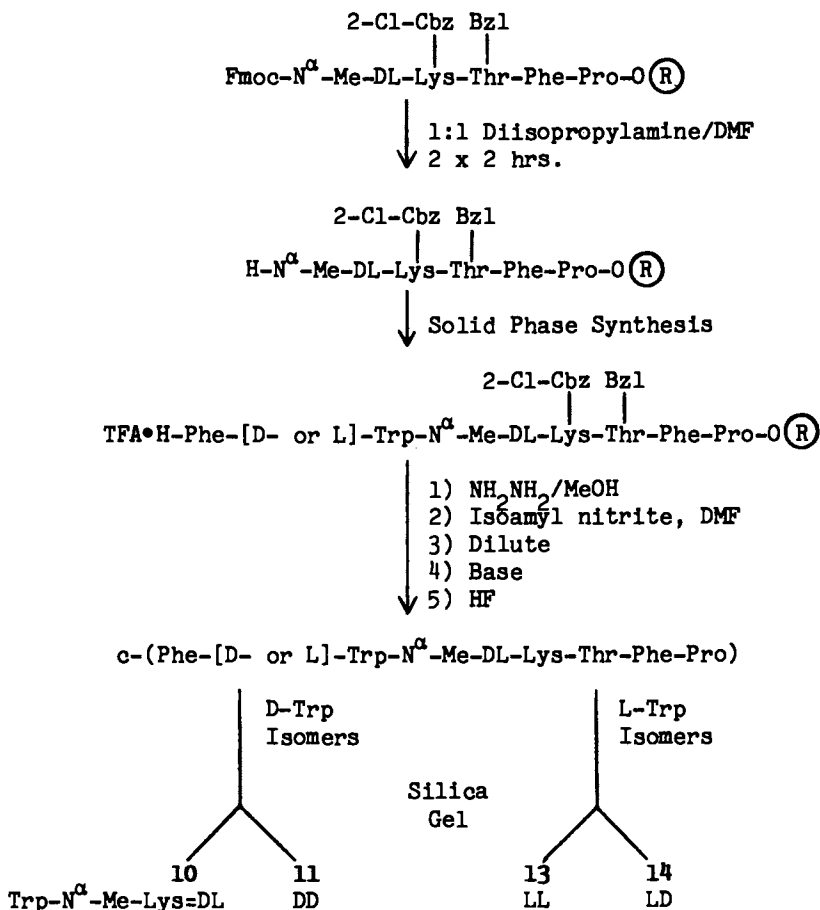 2-Cl-Cbz Bzl
Fmoc-Nα-Me-DL-Lys-Thr-Phe-Pro-O Ⓡ
1:1 Diisopropylamine/DMF
2 x 2 hrs.
2-Cl-Cbz Bzl
H-Nα-Me-DL-Lys-Thr-Phe-Pro-O Ⓡ
Solid Phase Synthesis
2-Cl-Cbz Bzl
TFA•H-Phe-[D- or L]-Trp-Nα-Me-DL-Lys-Thr-Phe-Pro-O Ⓡ
1) NH2NH2/MeOH
2) Isoamyl nitrite, DMF
3) Dilute
4) Base
5) HF
c-(Phe-[D- or L]-Trp-Nα-Me-DL-Lys-Thr-Phe-Pro)
D-Trp L-Trp
Isomers Isomers
Silica
Gel
10 11 13 14
Trp-Nα-Me-Lys=DL DD LL LD